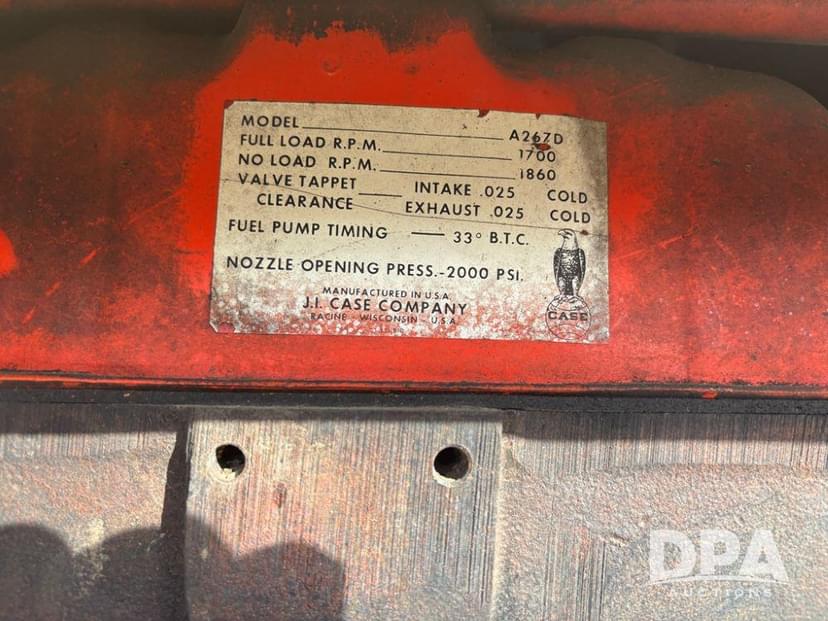 MODEL A267D
FULL LOAD R.P.M. 1700
NO LOAD R.P.M. 1860
VALVE TAPPET INTAKE .025 COLD
CLEARANCE EXHAUST .025 COLD
FUEL PUMP TIMING — 33° B.T.C.
NOZZLE OPENING PRESS.-2000 PSI.
MANUFACTURED IN U.S.A.
J.I. CASE COMPANY
RACINE - WISCONSIN - U.S.A.
CASE
DPA
AUCTIONS